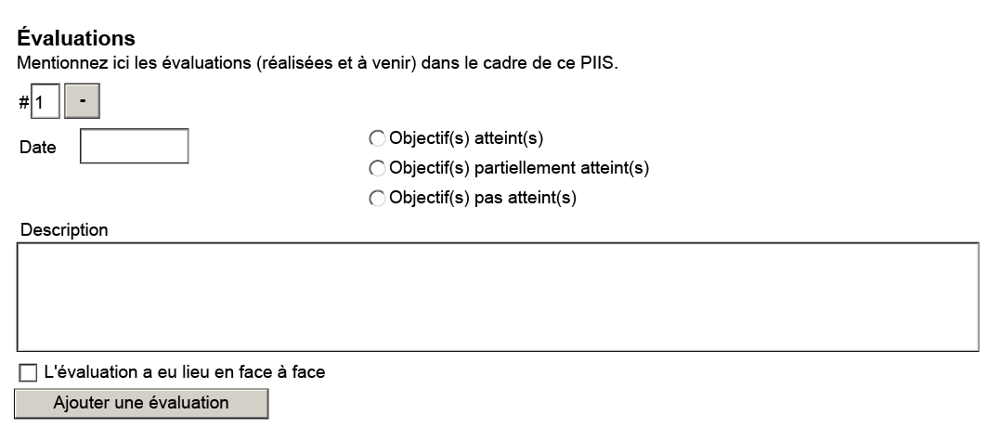 Évaluations
Mentionnez ici les évaluations (réalisées et à venir) dans le cadre de ce PIIS.
#1 -
Date
Objectif(s) atteint(s)
Objectif(s) partiellement atteint(s)
Objectif(s) pas atteint(s)
Description
L'évaluation a eu lieu en face à face
Ajouter une évaluation